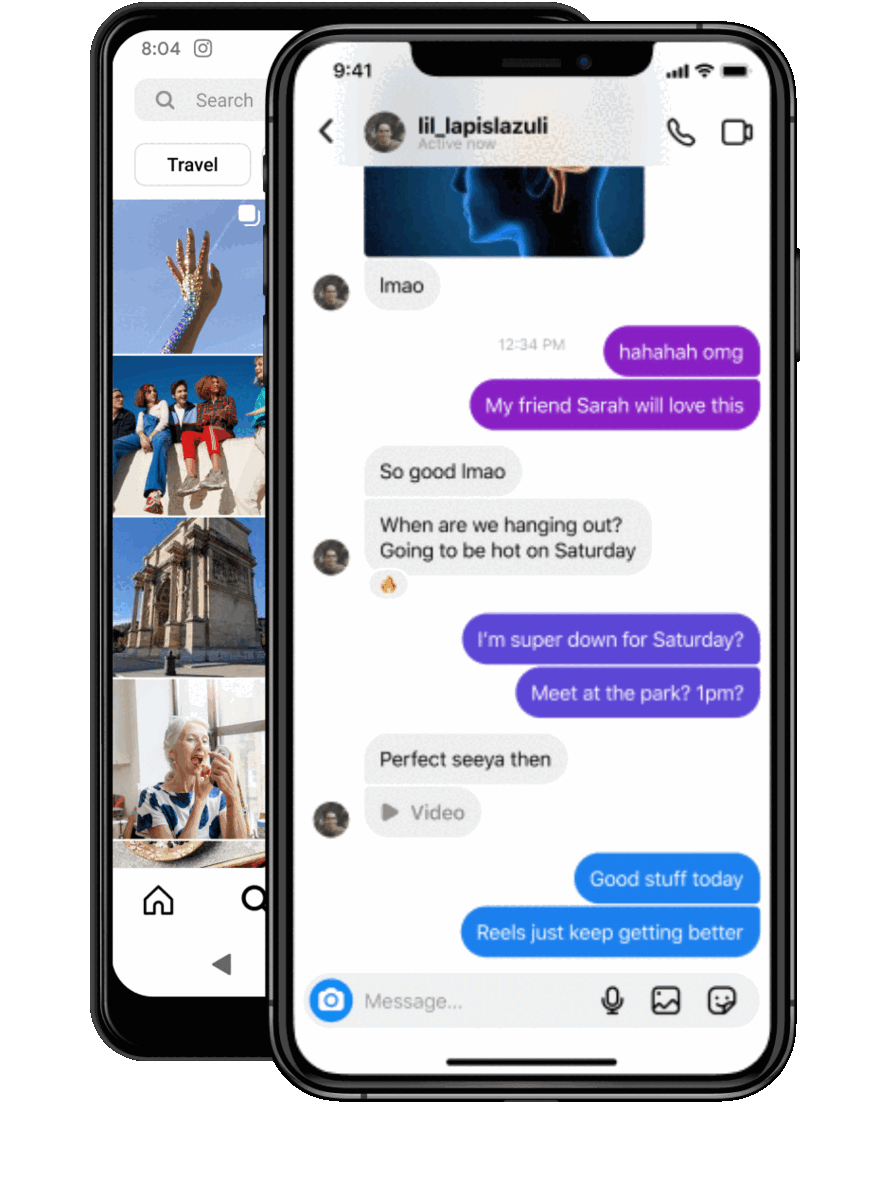 8:04
Search
Travel
9:41
lil_lapislazuli
Active now
lmao
12:34 PM
hahahah omg
My friend Sarah will love this
So good lmao
When are we hanging out?
Going to be hot on Saturday
I'm super down for Saturday?
Meet at the park? 1pm?
Perfect seeya then
Video
Good stuff today
Reels just keep getting better
Message...